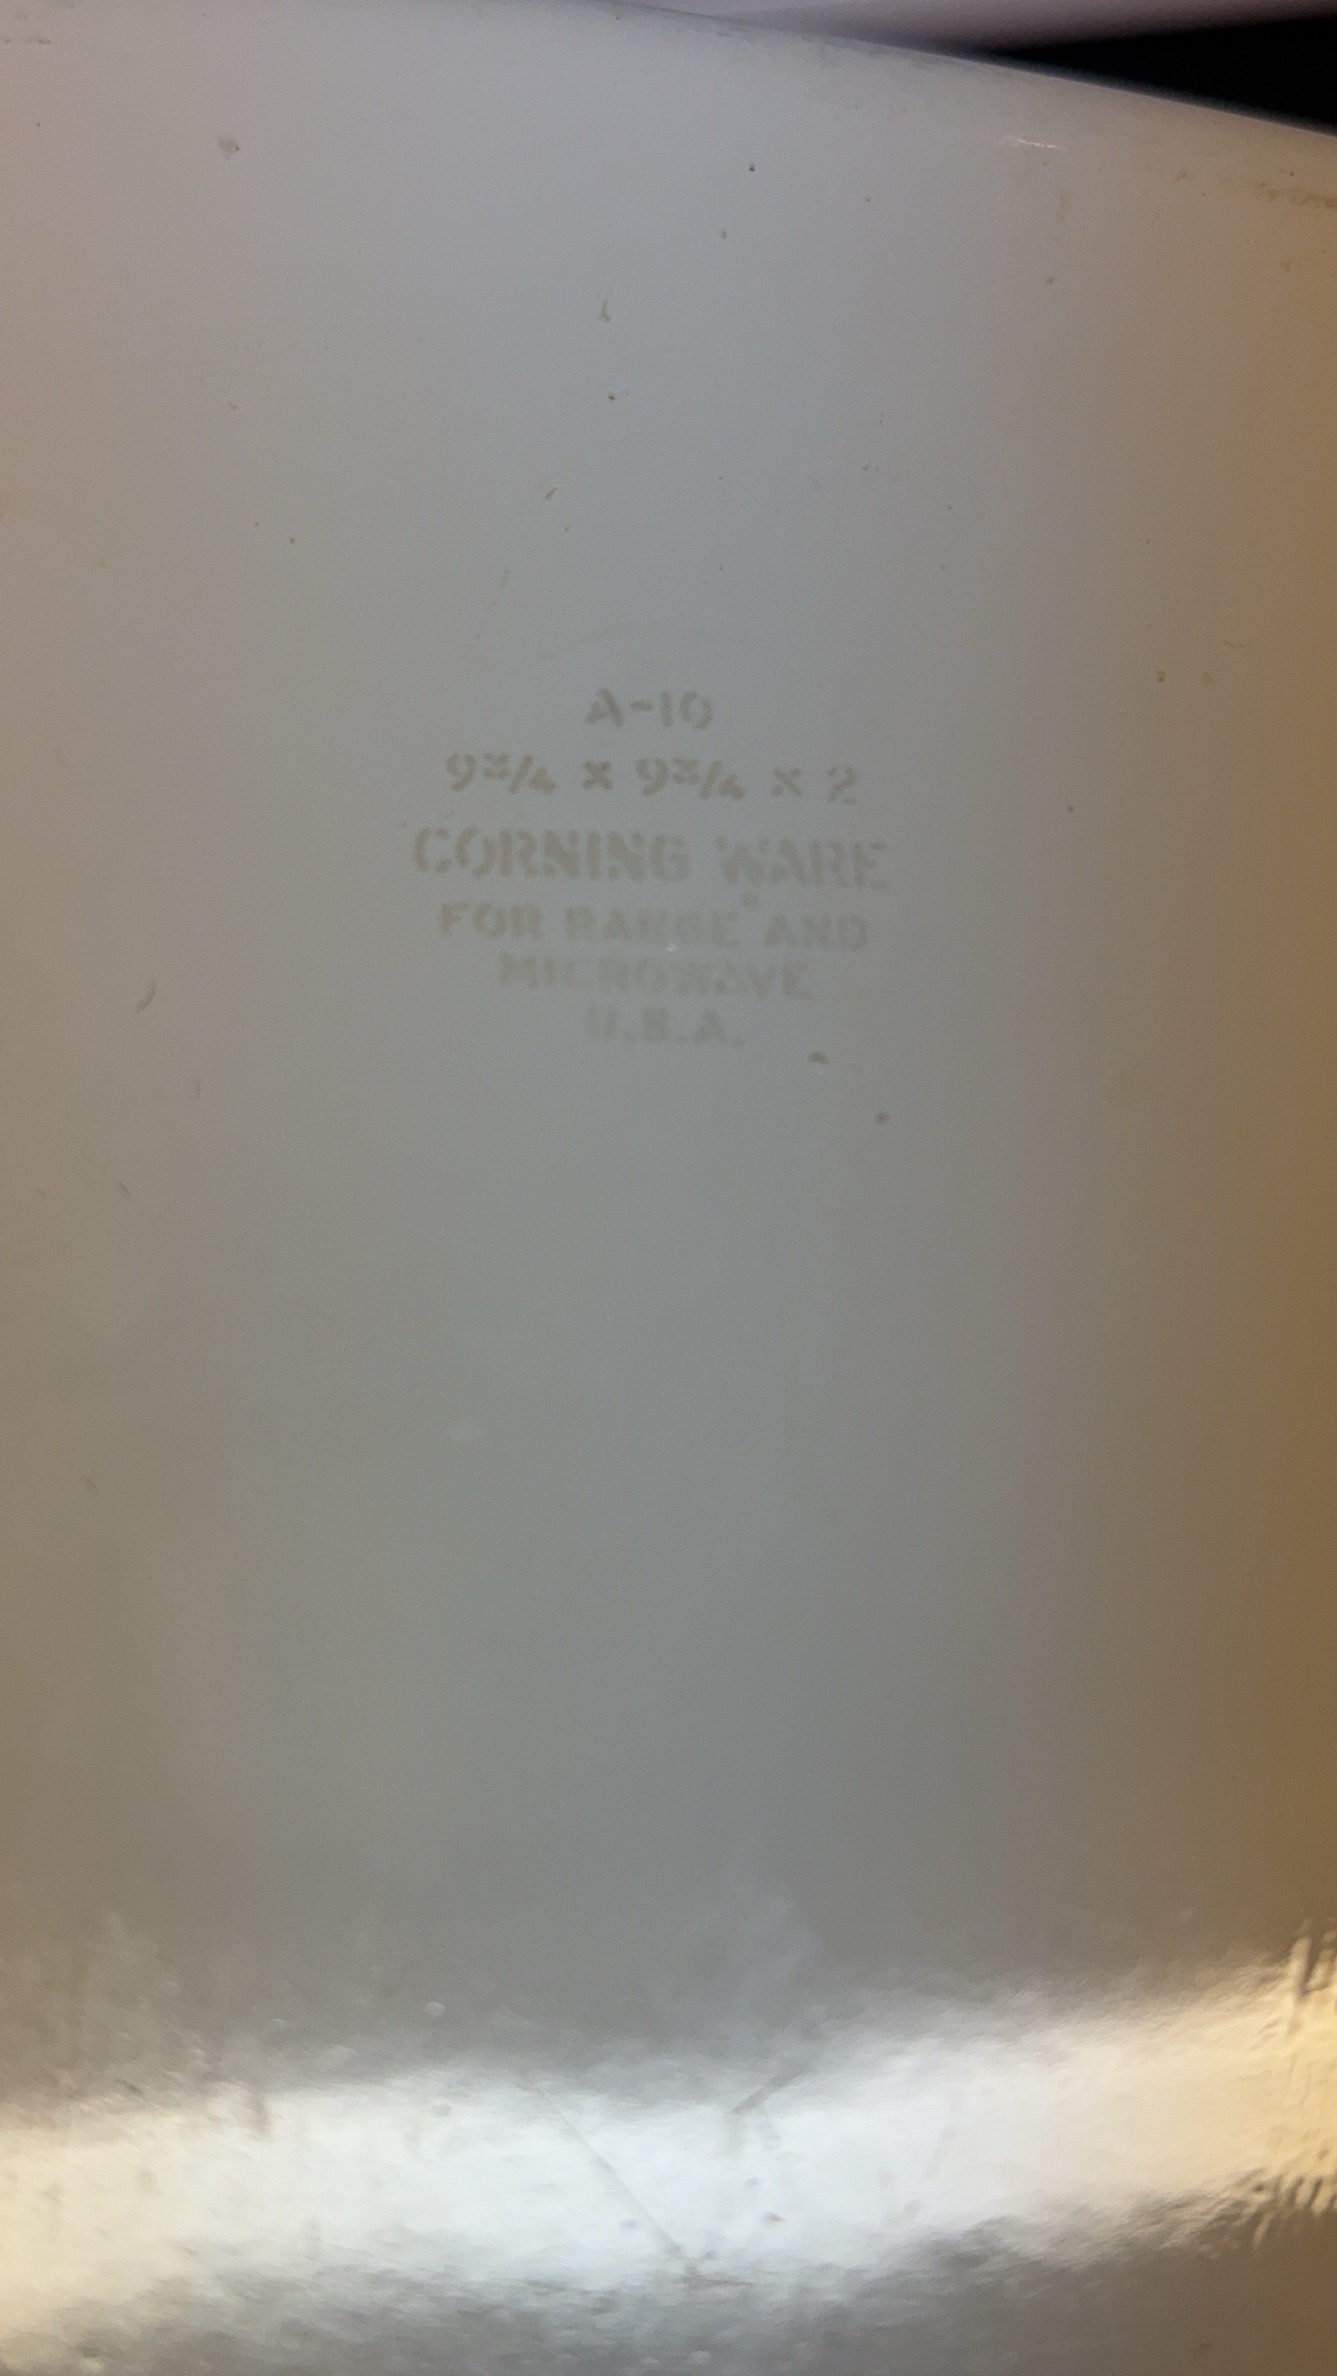 A-10
9¾ x 9¾ x 2
CORNING WARE
FOR RANGE AND
MICROWAVE
U.S.A.